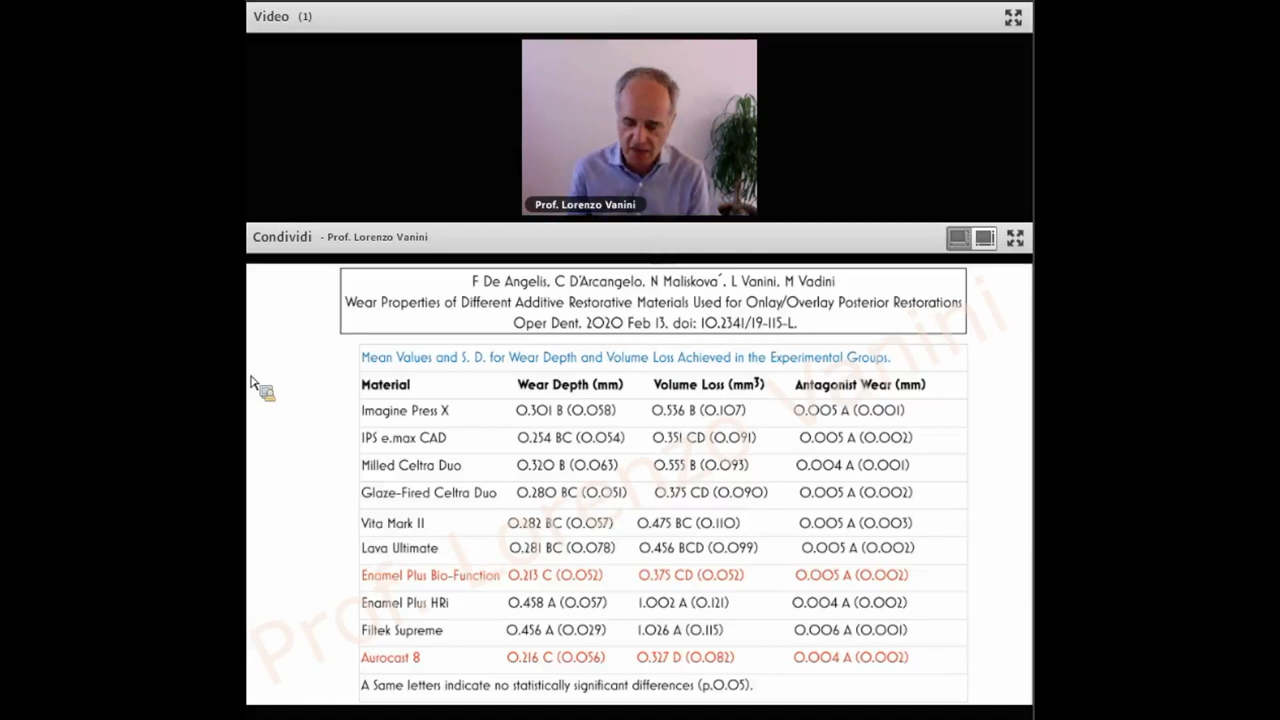 Video (1)
Prof. Lorenzo Vanini
Condividi - Prof. Lorenzo Vanini
F De Angelis, C D'Arcangelo, N Maliskova´, L Vanini, M Vadini
Wear Properties of Different Additive Restorative Materials Used for Onlay/Overlay Posterior Restorations
Oper Dent. 2020 Feb 13. doi: 10.2341/19-115-L.
Mean Values and S. D. for Wear Depth and Volume Loss Achieved in the Experimental Groups.
Material Wear Depth (mm) Volume Loss (mm³) Antagonist Wear (mm)
Imagine Press X 0.301 B (0.058) 0.536 B (0.107) 0.005 A (0.001)
IPS e.max CAD 0.254 BC (0.054) 0.351 CD (0.091) 0.005 A (0.002)
Milled Celtra Duo 0.320 B (0.063) 0.555 B (0.093) 0.004 A (0.001)
Glaze-Fired Celtra Duo 0.280 BC (0.051) 0.375 CD (0.090) 0.005 A (0.002)
Vita Mark II 0.282 BC (0.057) 0.475 BC (0.110) 0.005 A (0.003)
Lava Ultimate 0.281 BC (0.078) 0.456 BCD (0.099) 0.005 A (0.002)
Enamel Plus Bio-Function 0.213 C (0.052) 0.375 CD (0.052) 0.005 A (0.002)
Enamel Plus HRi 0.458 A (0.057) 1.002 A (0.121) 0.004 A (0.002)
Filtek Supreme 0.456 A (0.029) 1.026 A (0.115) 0.006 A (0.001)
Aurocast 8 0.216 C (0.056) 0.327 D (0.082) 0.004 A (0.002)
A Same letters indicate no statistically significant differences (p.0.05).
Prof. Lorenzo Vanini